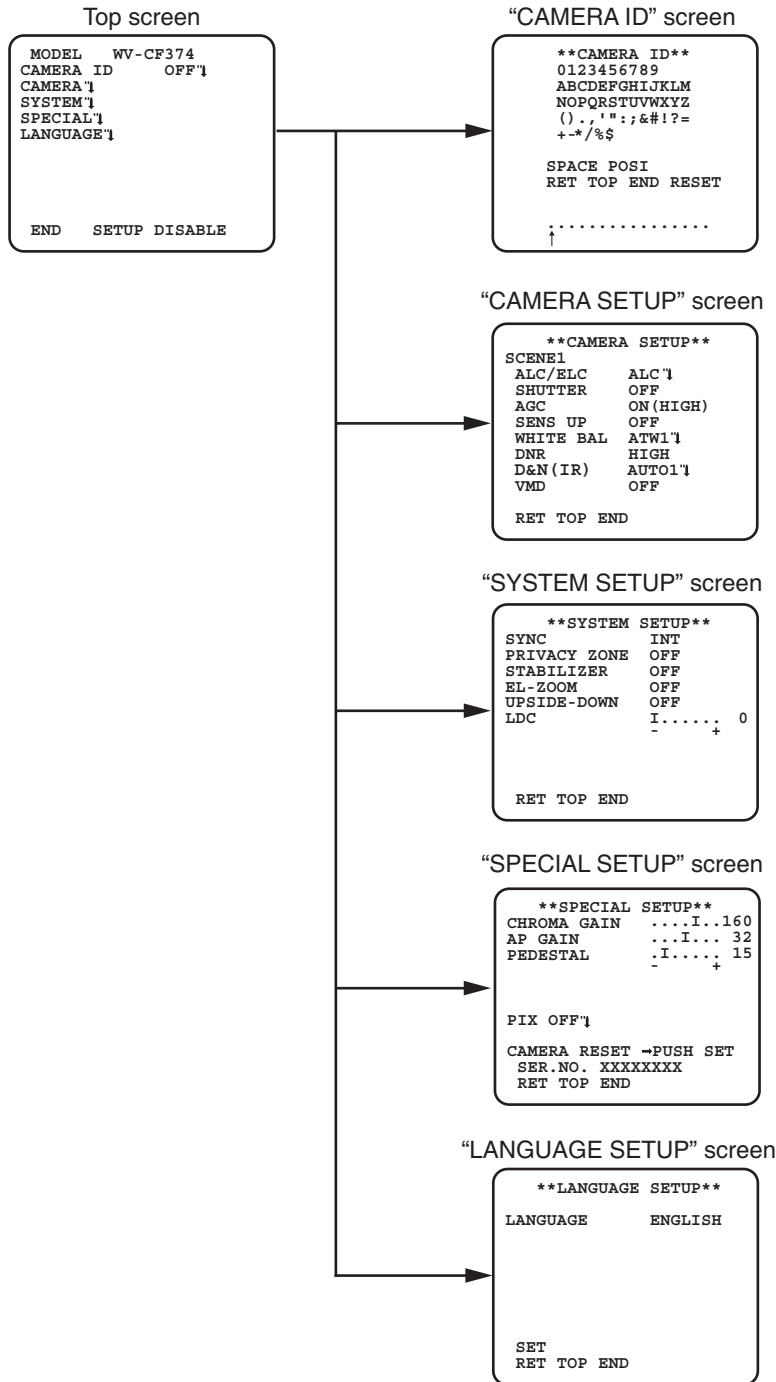 Top screen
MODEL WV-CF374
CAMERA ID OFF
CAMERA
SYSTEM
SPECIAL
LANGUAGE
END SETUP DISABLE
“CAMERA ID” screen
**CAMERA ID**
0123456789
ABCDEFGHIJKLM
NOPQRSTUVWXYZ
().,'":;&#!?=
+-*/%$
SPACE POSI
RET TOP END RESET
................
↑
“CAMERA SETUP” screen
**CAMERA SETUP**
SCENE1
ALC/ELC ALC
SHUTTER OFF
AGC ON(HIGH)
SENS UP OFF
WHITE BAL ATW1
DNR HIGH
D&N(IR) AUTO1
VMD OFF
RET TOP END
“SYSTEM SETUP” screen
**SYSTEM SETUP**
SYNC INT
PRIVACY ZONE OFF
STABILIZER OFF
EL-ZOOM OFF
UPSIDE-DOWN OFF
LDC I...... 0
- +
RET TOP END
“SPECIAL SETUP” screen
**SPECIAL SETUP**
CHROMA GAIN ....I..160
AP GAIN ...I... 32
PEDESTAL .I..... 15
- +
PIX OFF
CAMERA RESET →PUSH SET
SER.NO. XXXXXXXX
RET TOP END
“LANGUAGE SETUP” screen
**LANGUAGE SETUP**
LANGUAGE ENGLISH
SET
RET TOP END